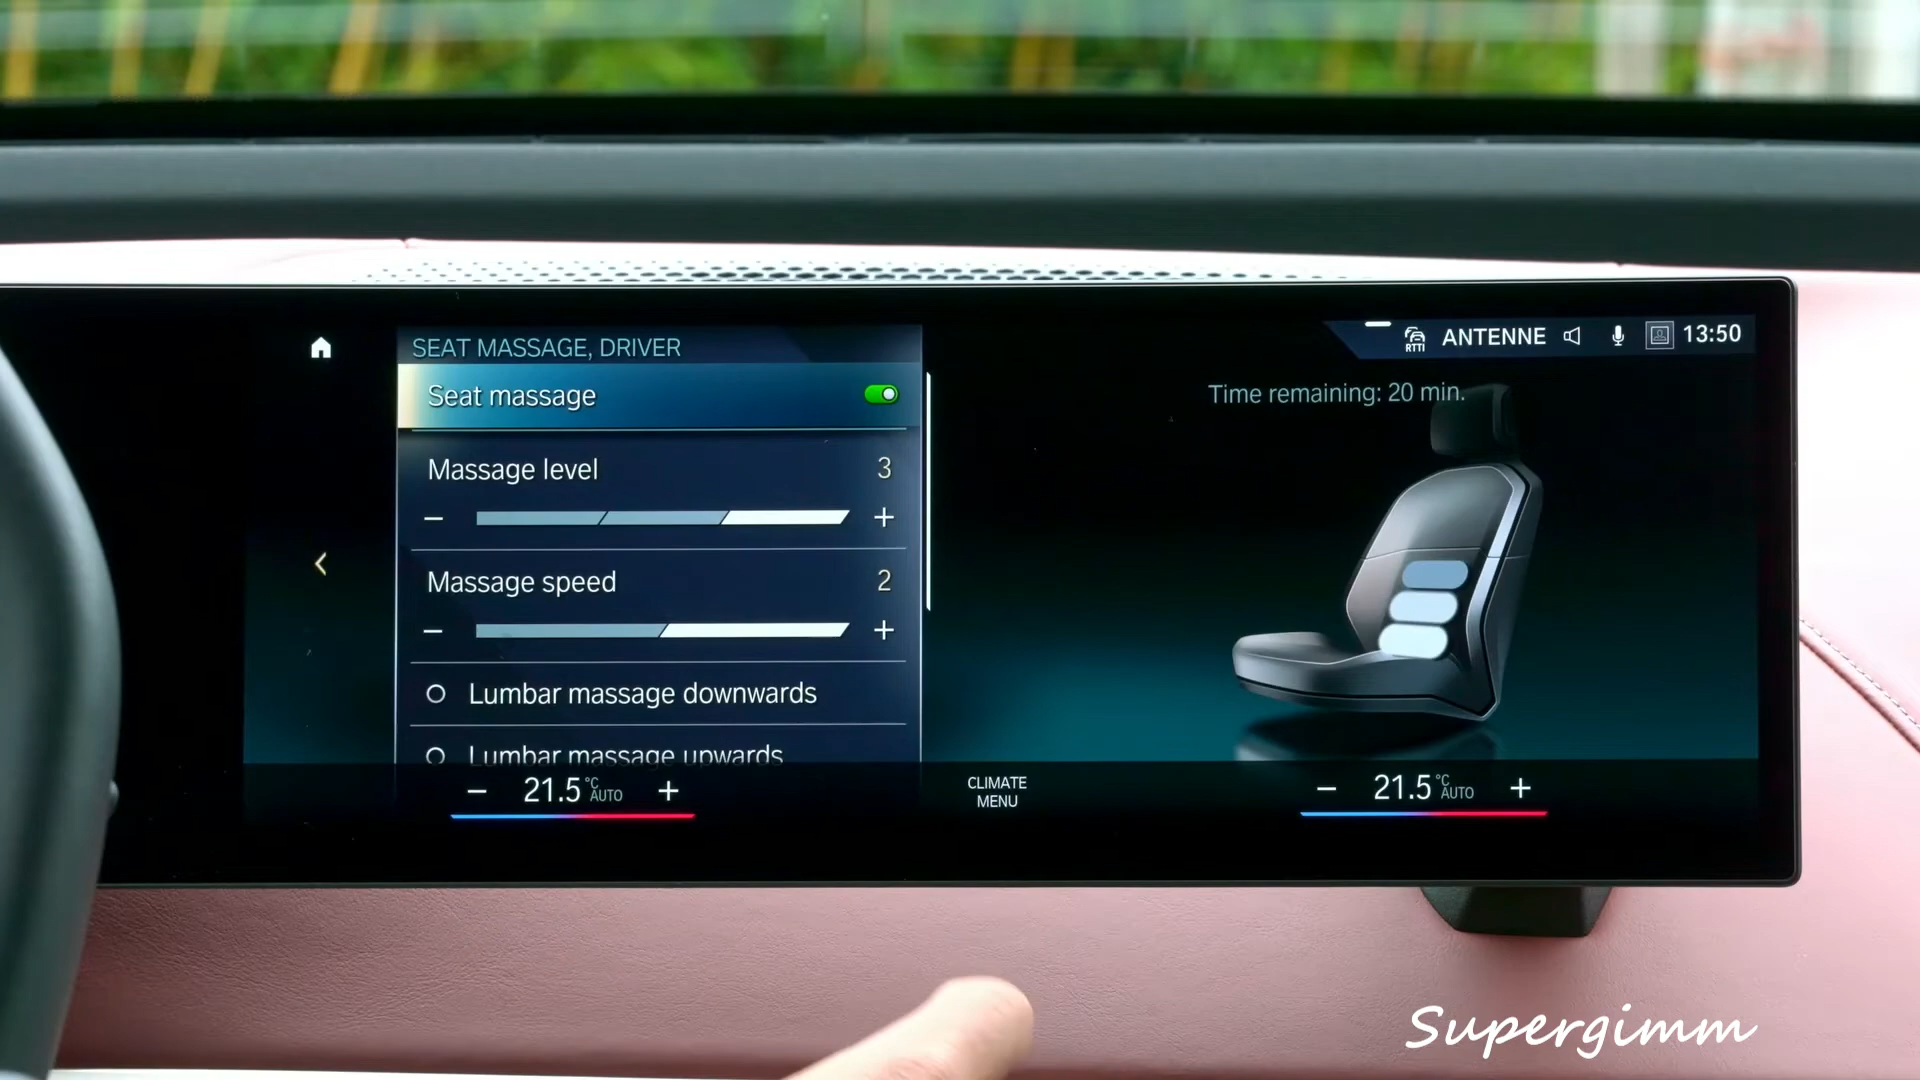 SEAT MASSAGE, DRIVER
RTTI ANTENNE 13:50
Seat massage
Time remaining: 20 min.
Massage level 3
− +
Massage speed 2
− +
Lumbar massage downwards
Lumbar massage upwards
− 21.5 °C AUTO +
CLIMATE
MENU
− 21.5 °C AUTO +
Supergimm